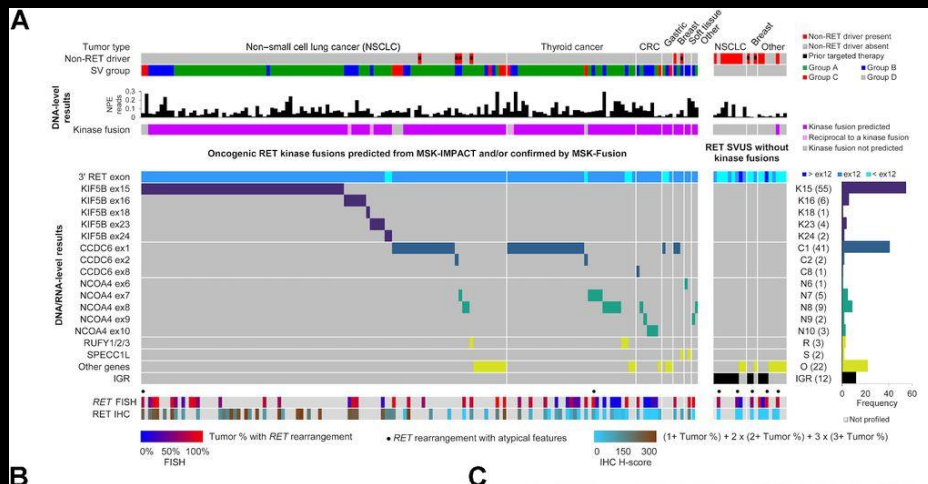 A
Tumor type
Non-RET driver
SV group
Non-small cell lung cancer (NSCLC)
Thyroid cancer
CRC
Gastric
Breast
Soft tissue
Other
NSCLC
Breast
Other
Non-RET driver present
Non-RET driver absent
Prior targeted therapy
Group A
Group B
Group C
Group D
DNA-level results
NPE reads
0.3
0.2
0.1
0
Kinase fusion
Kinase fusion predicted
Reciprocal to a kinase fusion
Kinase fusion not predicted
Oncogenic RET kinase fusions predicted from MSK-IMPACT and/or confirmed by MSK-Fusion
RET SVUS without kinase fusions
DNA/RNA-level results
3' RET exon
> ex12
ex12
< ex12
KIF5B ex15
K15 (55)
KIF5B ex16
K16 (6)
KIF5B ex18
K18 (1)
KIF5B ex23
K23 (4)
KIF5B ex24
K24 (2)
CCDC6 ex1
C1 (41)
CCDC6 ex2
C2 (2)
CCDC6 ex8
C8 (1)
NCOA4 ex6
N6 (1)
NCOA4 ex7
N7 (5)
NCOA4 ex8
N8 (9)
NCOA4 ex9
N9 (2)
NCOA4 ex10
N10 (3)
RUFY1/2/3
R (3)
SPECC1L
S (2)
Other genes
O (22)
IGR
IGR (12)
0 20 40 60
Frequency
Not profiled
RET FISH
RET IHC
0% 50% 100%
FISH
Tumor % with RET rearrangement
• RET rearrangement with atypical features
0 150 300
IHC H-score
(1+ Tumor %) + 2 x (2+ Tumor %) + 3 x (3+ Tumor %)
B
C